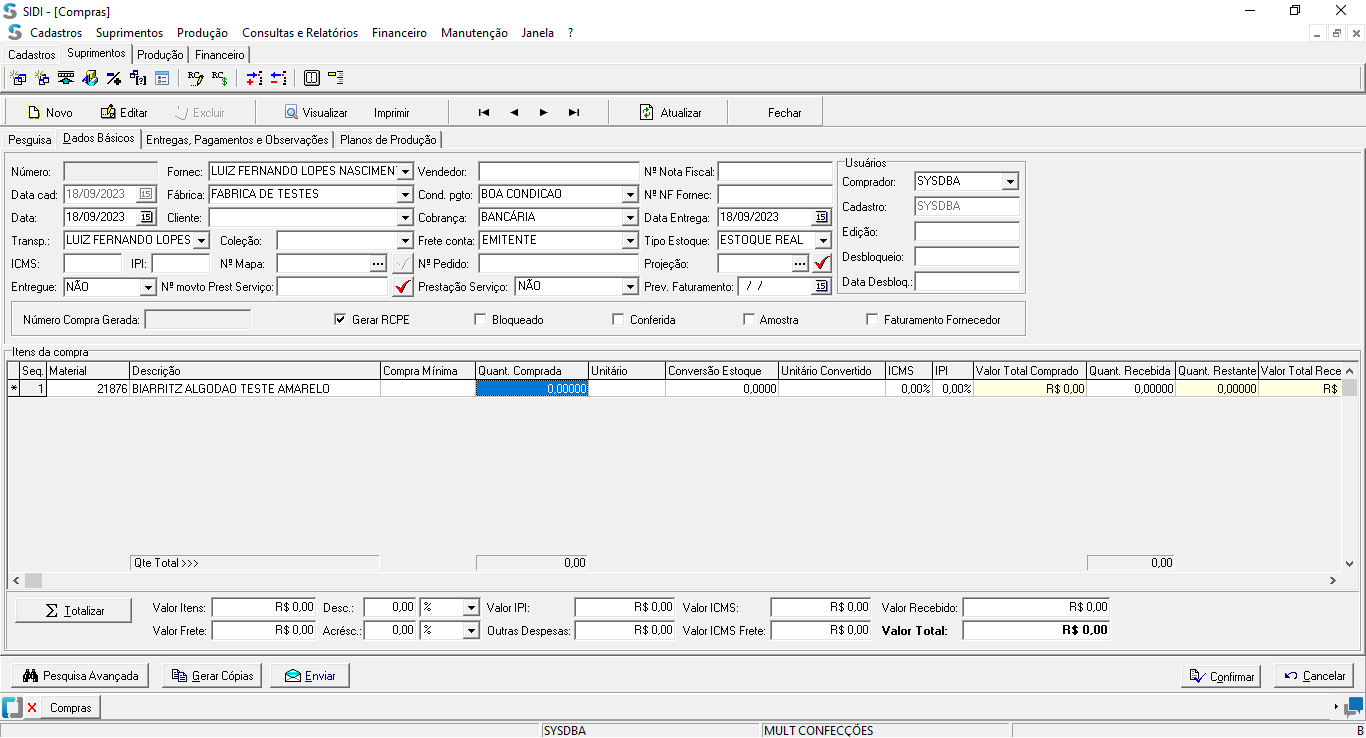 SIDI - [Compras]
Cadastros Suprimentos Produção Consultas e Relatórios Financeiro Manutenção Janela ?
Cadastros Suprimentos Produção Financeiro
Novo Editar Excluir Visualizar Imprimir Atualizar Fechar
Pesquisa Dados Básicos Entregas, Pagamentos e Observações Planos de Produção
Número: Fornec: LUIZ FERNANDO LOPES NASCIMEN Vendedor: Nº Nota Fiscal: Usuários
Comprador: SYSDBA
Data cad: 18/09/2023 15 Fábrica: FABRICA DE TESTES Cond. pgto: BOA CONDICAO Nº NF Fornec:
Cadastro: SYSDBA
Data: 18/09/2023 15 Cliente: Cobrança: BANCÁRIA Data Entrega: 18/09/2023 15
Edição:
Transp.: LUIZ FERNANDO LOPES Coleção: Frete conta: EMITENTE Tipo Estoque: ESTOQUE REAL
Desbloqueio:
ICMS: IPI: Nº Mapa: ... Nº Pedido: Projeção: ...
Data Desbloq.:
Entregue: NÃO Nº movto Prest Serviço: Prestação Serviço: NÃO Prev. Faturamento: / / 15
Número Compra Gerada: Gerar RCPE Bloqueado Conferida Amostra Faturamento Fornecedor
Itens da compra
Seq. Material Descrição Compra Mínima Quant. Comprada Unitário Conversão Estoque Unitário Convertido ICMS IPI Valor Total Comprado Quant. Recebida Quant. Restante Valor Total Rece
* 1 21876 BIARRITZ ALGODAO TESTE AMARELO 0,00000 0,0000 0,00% 0,00% R$ 0,00 0,00000 0,00000 R$
Qte Total >>> 0,00 0,00
Σ Totalizar Valor Itens: R$ 0,00 Desc.: 0,00 % Valor IPI: R$ 0,00 Valor ICMS: R$ 0,00 Valor Recebido: R$ 0,00
Valor Frete: R$ 0,00 Acrésc.: 0,00 % Outras Despesas: R$ 0,00 Valor ICMS Frete: R$ 0,00 Valor Total: R$ 0,00
Pesquisa Avançada Gerar Cópias Enviar Confirmar Cancelar
Compras
SYSDBA MULT CONFECÇÕES B